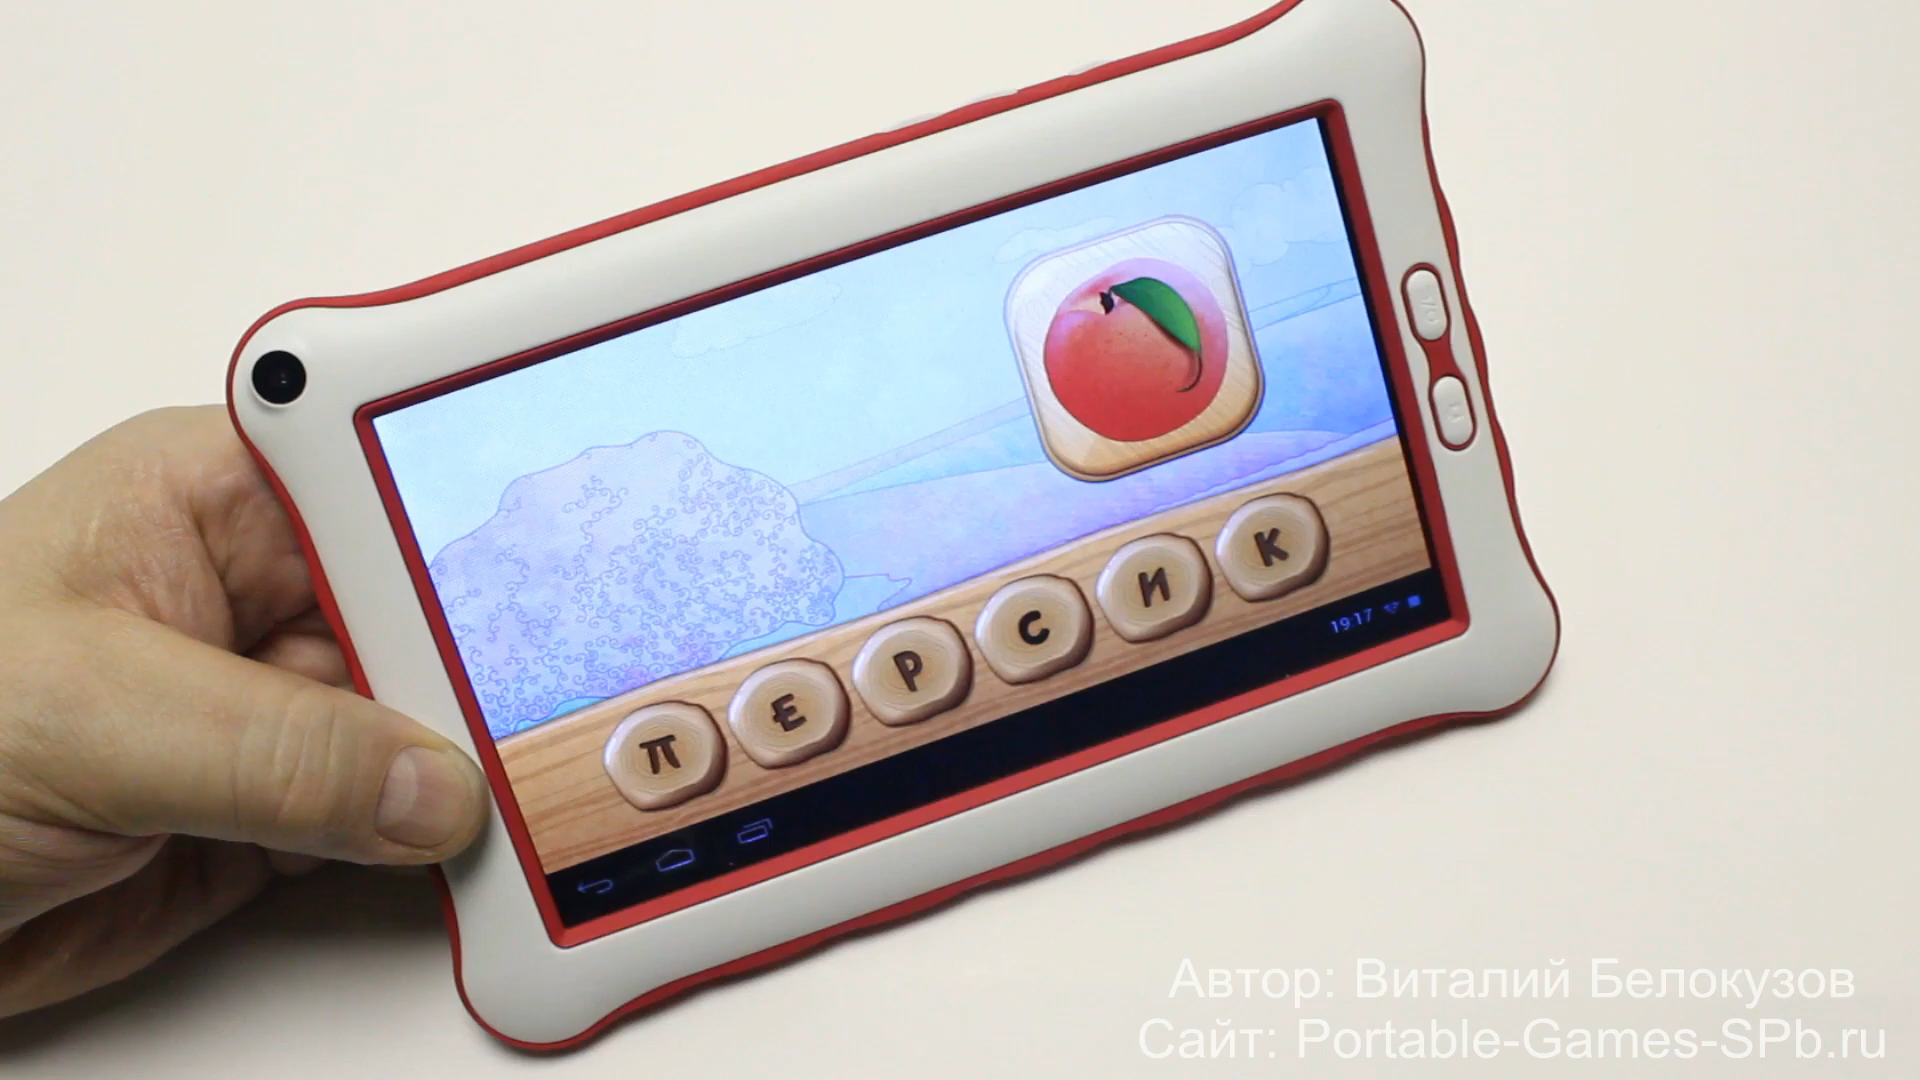 П Е Р С И К
19:17
Автор: Виталий Белокузов
Сайт: Portable-Games-SPb.ru